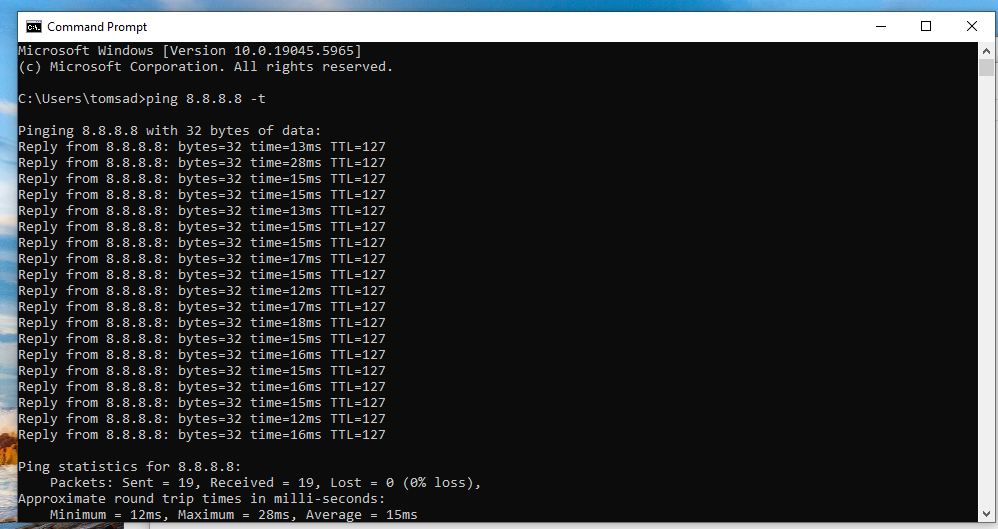 Command Prompt
Microsoft Windows [Version 10.0.19045.5965]
(c) Microsoft Corporation. All rights reserved.
C:\Users\tomsad>ping 8.8.8.8 -t
Pinging 8.8.8.8 with 32 bytes of data:
Reply from 8.8.8.8: bytes=32 time=13ms TTL=127
Reply from 8.8.8.8: bytes=32 time=28ms TTL=127
Reply from 8.8.8.8: bytes=32 time=15ms TTL=127
Reply from 8.8.8.8: bytes=32 time=15ms TTL=127
Reply from 8.8.8.8: bytes=32 time=13ms TTL=127
Reply from 8.8.8.8: bytes=32 time=15ms TTL=127
Reply from 8.8.8.8: bytes=32 time=15ms TTL=127
Reply from 8.8.8.8: bytes=32 time=17ms TTL=127
Reply from 8.8.8.8: bytes=32 time=15ms TTL=127
Reply from 8.8.8.8: bytes=32 time=12ms TTL=127
Reply from 8.8.8.8: bytes=32 time=17ms TTL=127
Reply from 8.8.8.8: bytes=32 time=18ms TTL=127
Reply from 8.8.8.8: bytes=32 time=15ms TTL=127
Reply from 8.8.8.8: bytes=32 time=16ms TTL=127
Reply from 8.8.8.8: bytes=32 time=15ms TTL=127
Reply from 8.8.8.8: bytes=32 time=16ms TTL=127
Reply from 8.8.8.8: bytes=32 time=15ms TTL=127
Reply from 8.8.8.8: bytes=32 time=12ms TTL=127
Reply from 8.8.8.8: bytes=32 time=16ms TTL=127
Ping statistics for 8.8.8.8:
    Packets: Sent = 19, Received = 19, Lost = 0 (0% loss),
Approximate round trip times in milli-seconds:
    Minimum = 12ms, Maximum = 28ms, Average = 15ms